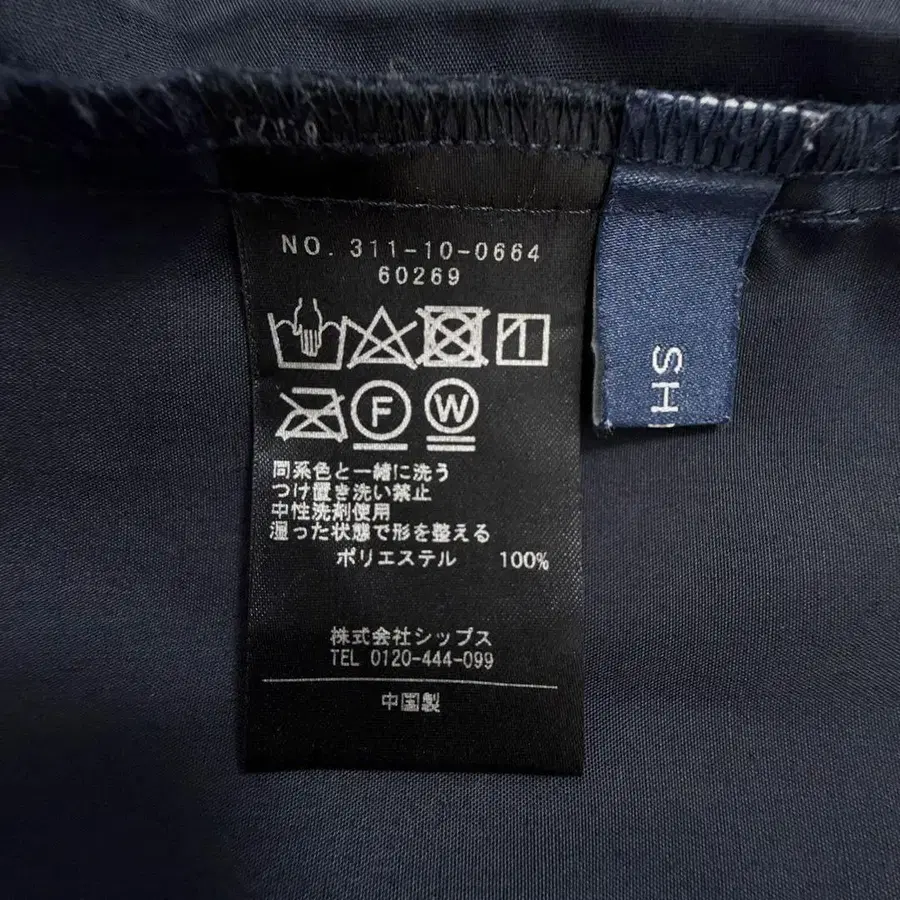 NO. 311-10-0664
60269
F
W
同系色と一緒に洗う
つけ置き洗い禁止
中性洗剤使用
湿った状態で形を整える
ポリエステル 100%
株式会社シップス
TEL 0120-444-099
中国製
SH